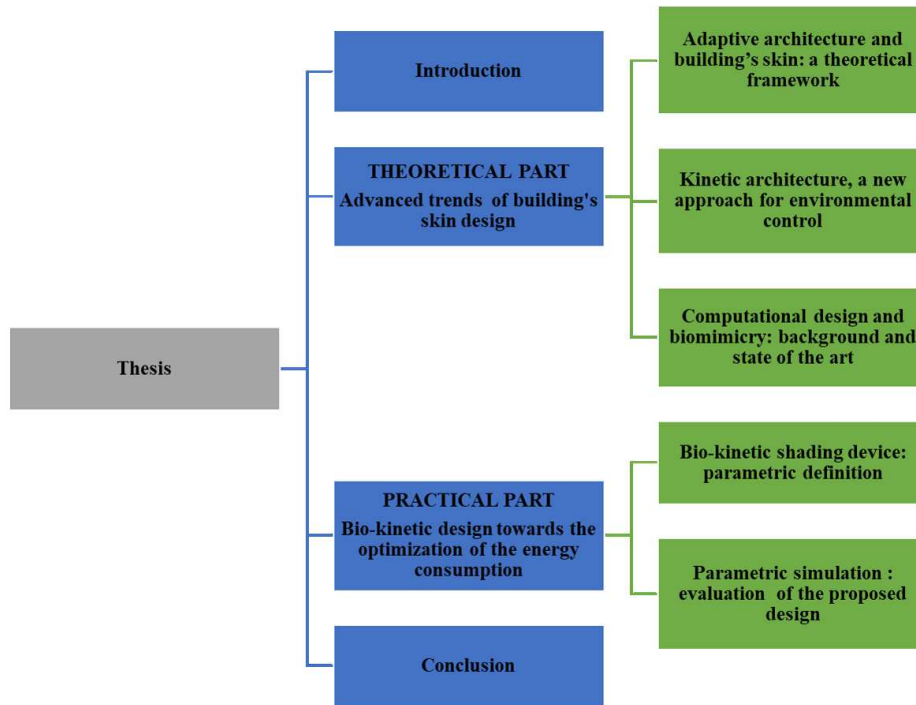 Thesis
Introduction
THEORETICAL PART
Advanced trends of building's
skin design
Adaptive architecture and
building’s skin: a theoretical
framework
Kinetic architecture, a new
approach for environmental
control
Computational design and
biomimicry: background and
state of the art
PRACTICAL PART
Bio-kinetic design towards the
optimization of the energy
consumption
Bio-kinetic shading device:
parametric definition
Parametric simulation :
evaluation of the proposed
design
Conclusion